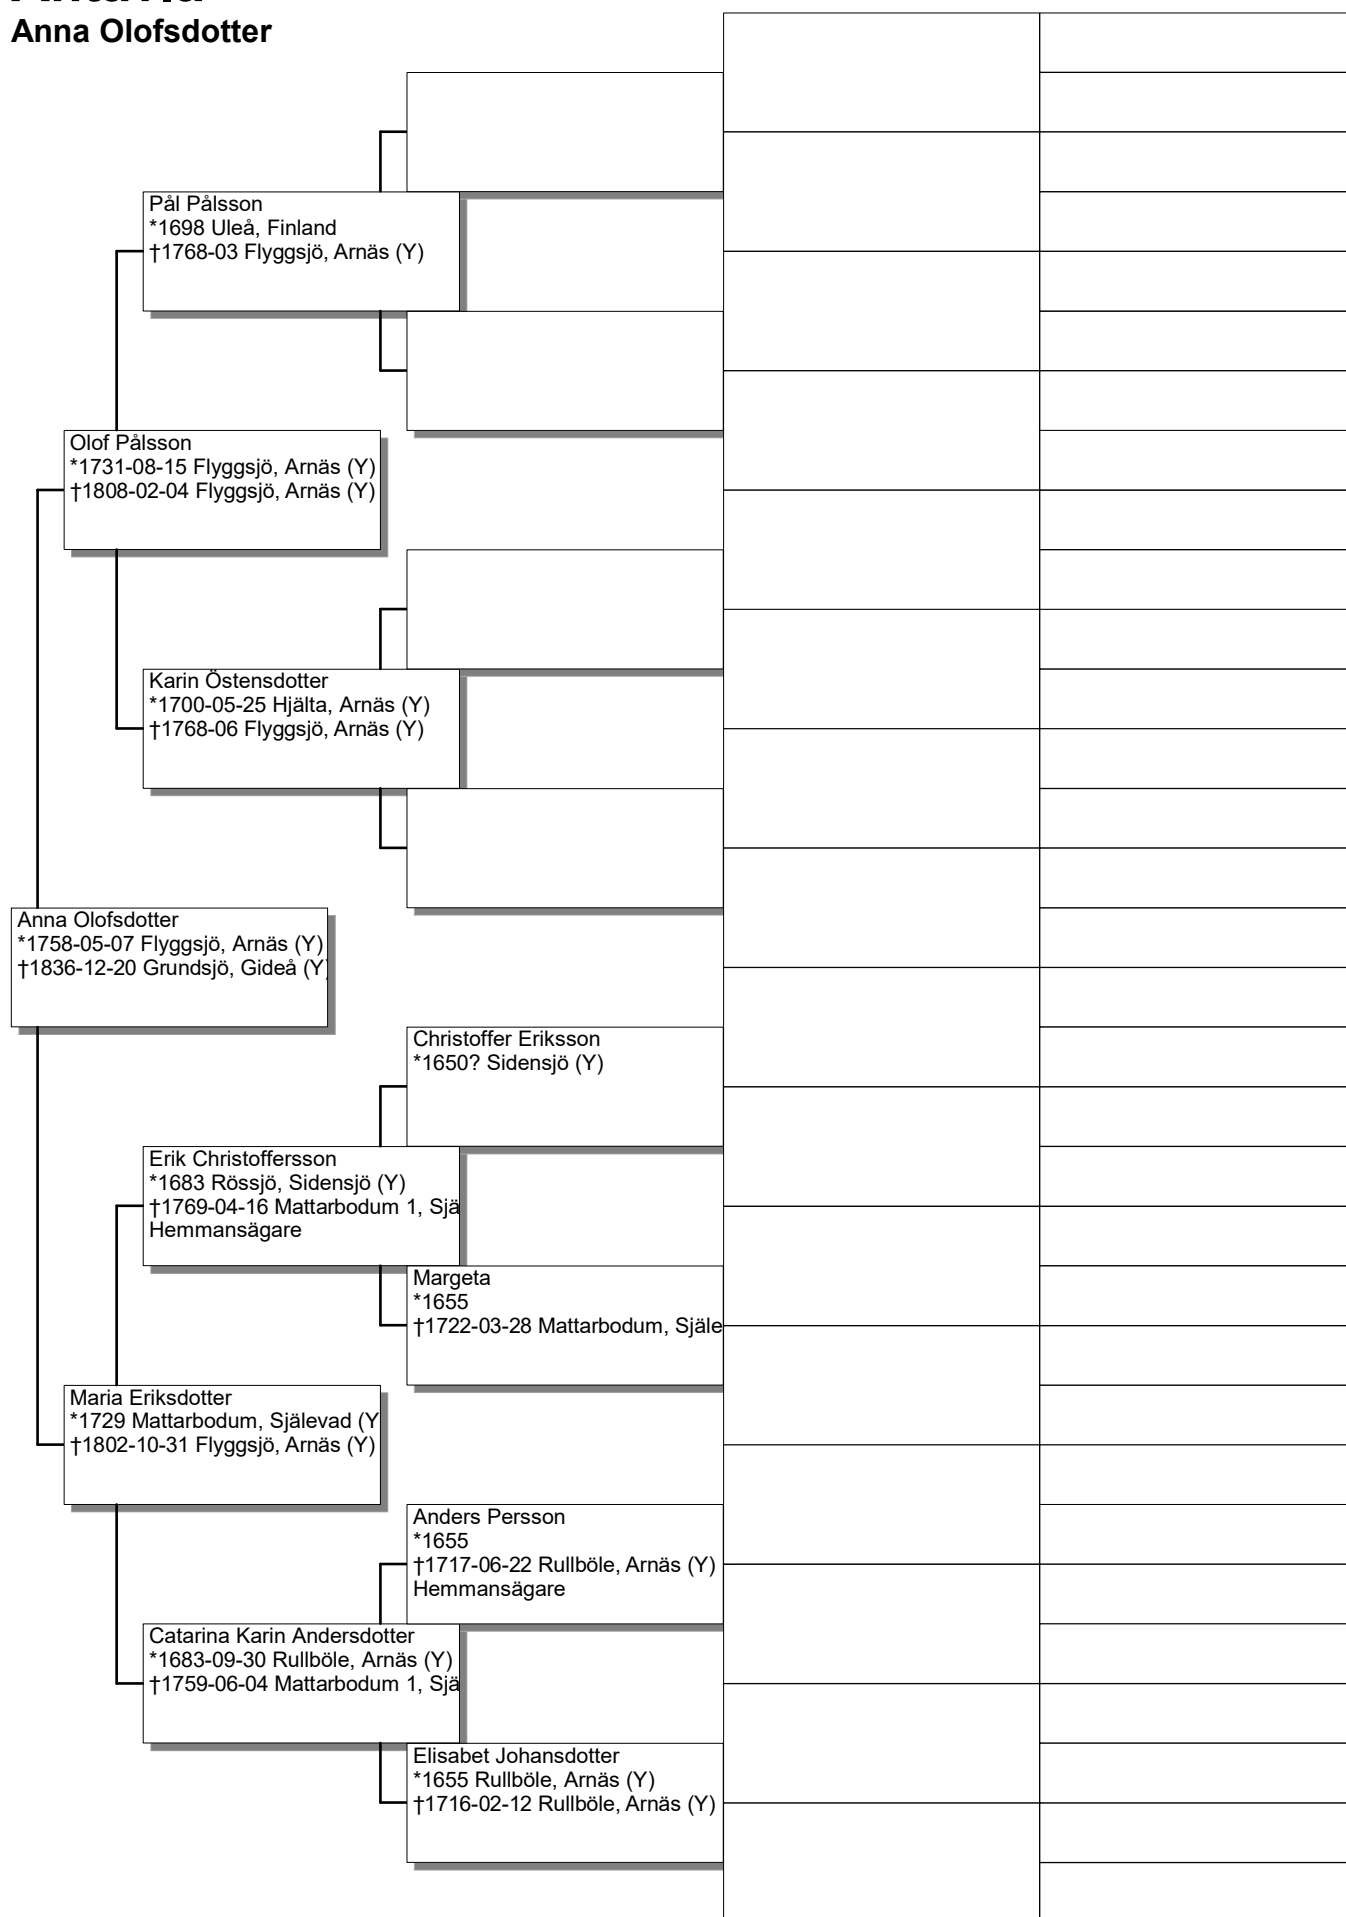 Anna Olofsdotter
Pål Pålsson
*1698 Uleå, Finland
†1768-03 Flyggsjö, Arnäs (Y)
Olof Pålsson
*1731-08-15 Flyggsjö, Arnäs (Y)
†1808-02-04 Flyggsjö, Arnäs (Y)
Karin Östensdotter
*1700-05-25 Hjälta, Arnäs (Y)
†1768-06 Flyggsjö, Arnäs (Y)
Anna Olofsdotter
*1758-05-07 Flyggsjö, Arnäs (Y)
†1836-12-20 Grundsjö, Gideå (Y)
Christoffer Eriksson
*1650? Sidensjö (Y)
Erik Christoffersson
*1683 Rössjö, Sidensjö (Y)
†1769-04-16 Mattarbodum 1, Sjä
Hemmansägare
Margeta
*1655
†1722-03-28 Mattarbodum, Själe
Maria Eriksdotter
*1729 Mattarbodum, Själevad (Y
†1802-10-31 Flyggsjö, Arnäs (Y)
Anders Persson
*1655
†1717-06-22 Rullböle, Arnäs (Y)
Hemmansägare
Catarina Karin Andersdotter
*1683-09-30 Rullböle, Arnäs (Y)
†1759-06-04 Mattarbodum 1, Sjä
Elisabet Johansdotter
*1655 Rullböle, Arnäs (Y)
†1716-02-12 Rullböle, Arnäs (Y)